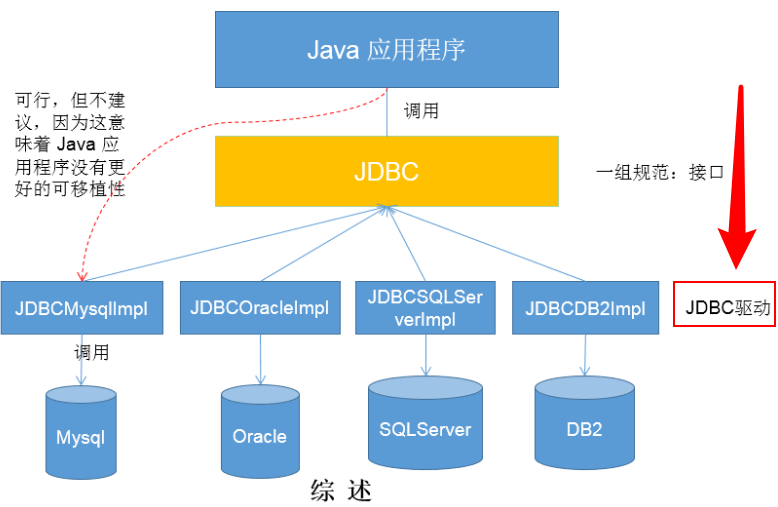 Java 应用程序
可行，但不建
议，因为这意
味着 Java 应
用程序没有更
好的可移植性
调用
JDBC
一组规范：接口
JDBCMysqlImpl
JDBCOracleImpl
JDBCSQLSer
verImpl
JDBCDB2Impl
JDBC驱动
调用
Mysql
Oracle
SQLServer
DB2
综 述